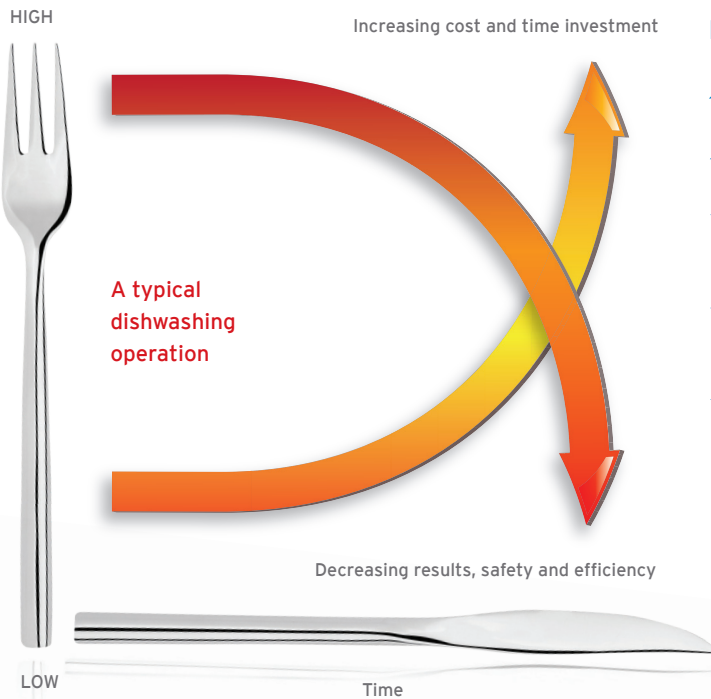 HIGH
Increasing cost and time investment
A typical
dishwashing
operation
Decreasing results, safety and efficiency
LOW
Time